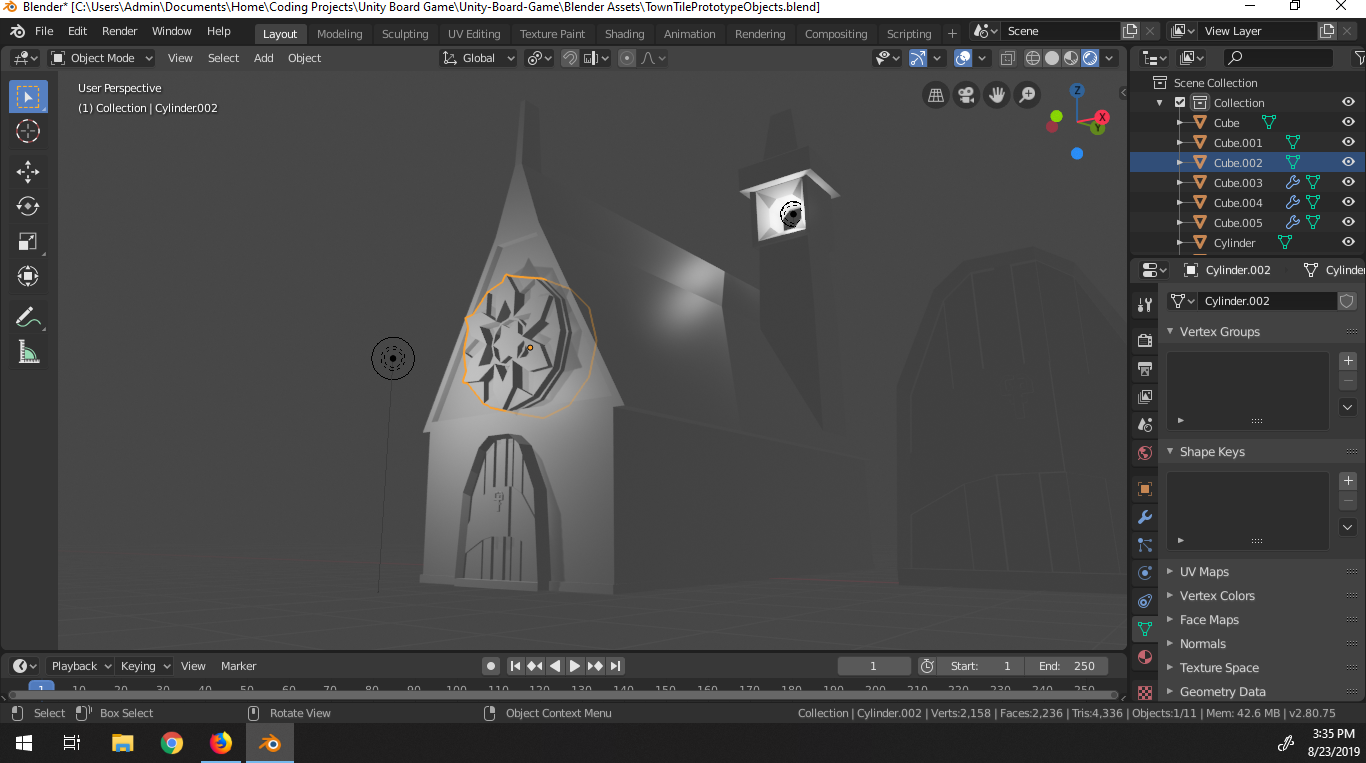 Blender* [C:\Users\Admin\Documents\Home\Coding Projects\Unity Board Game\Unity-Board-Game\Blender Assets\TownTilePrototypeObjects.blend]
File Edit Render Window Help Layout Modeling Sculpting UV Editing Texture Paint Shading Animation Rendering Compositing Scripting + Scene View Layer
Object Mode View Select Add Object Global
User Perspective
(1) Collection | Cylinder.002
Z
X
Y
Scene Collection
Collection
Cube
Cube.001
Cube.002
Cube.003
Cube.004
Cube.005
Cylinder
Cylinder.002 Cylinde
Cylinder.002
Vertex Groups
Shape Keys
UV Maps
Vertex Colors
Face Maps
Normals
Texture Space
Geometry Data
Playback Keying View Marker 1 Start: 1 End: 250
1 10 20 30 40 50 60 70 80 90 100 110 120 130 140 150 160 170 180 190 200 210 220 230 240 250
Select Box Select Rotate View Object Context Menu Collection | Cylinder.002 | Verts:2,158 | Faces:2,236 | Tris:4,336 | Objects:1/11 | Mem: 42.6 MB | v2.80.75
3:35 PM
8/23/2019